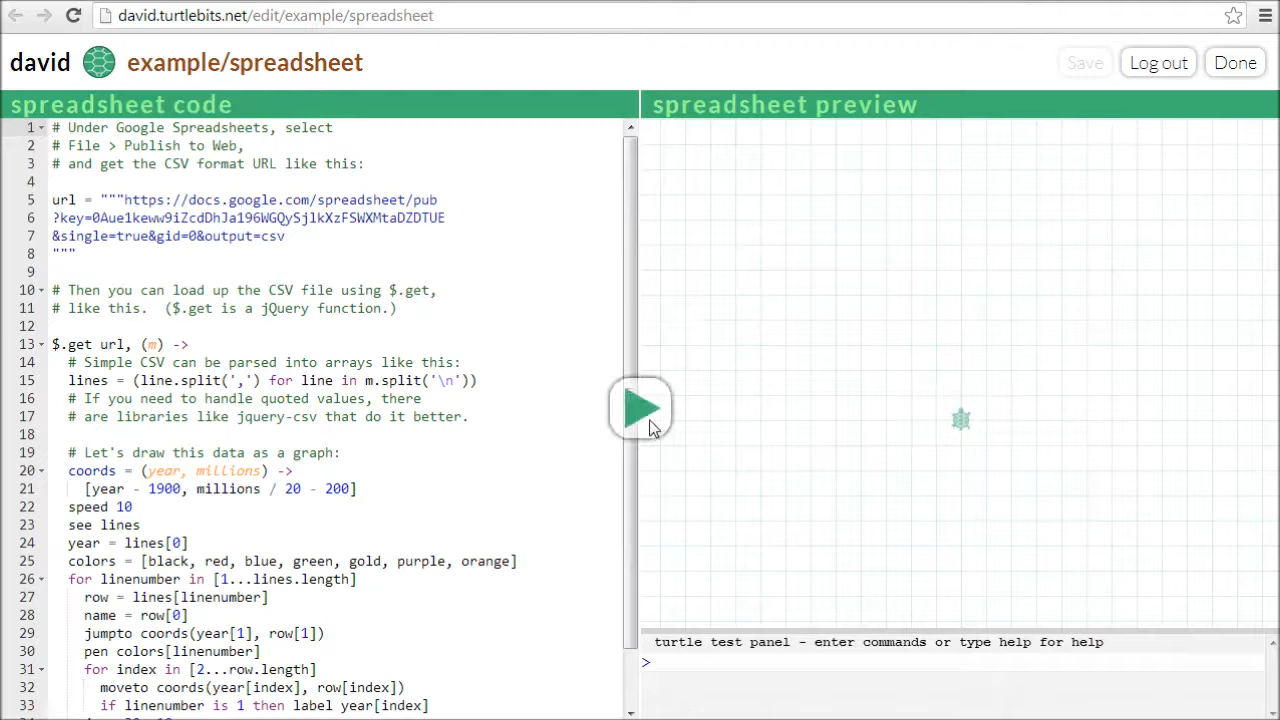 david.turtlebits.net/edit/example/spreadsheet
david example/spreadsheet Save Log out Done
spreadsheet code
spreadsheet preview
1 # Under Google Spreadsheets, select
2 # File > Publish to Web,
3 # and get the CSV format URL like this:
4
5 url = """https://docs.google.com/spreadsheet/pub
6 ?key=0Aue1keww9iZcdDhJa196WGQySjlkXzFSWXMtaDZDTUE
7 &single=true&gid=0&output=csv
8 """
9
10 # Then you can load up the CSV file using $.get,
11 # like this.  ($.get is a jQuery function.)
12
13 $.get url, (m) ->
14   # Simple CSV can be parsed into arrays like this:
15   lines = (line.split(',') for line in m.split('\n'))
16   # If you need to handle quoted values, there
17   # are libraries like jquery-csv that do it better.
18
19   # Let's draw this data as a graph:
20   coords = (year, millions) ->
21     [year - 1900, millions / 20 - 200]
22   speed 10
23   see lines
24   year = lines[0]
25   colors = [black, red, blue, green, gold, purple, orange]
26   for linenumber in [1...lines.length]
27     row = lines[linenumber]
28     name = row[0]
29     jumpto coords(year[1], row[1])
30     pen colors[linenumber]
31     for index in [2...row.length]
32       moveto coords(year[index], row[index])
33       if linenumber is 1 then label year[index]
turtle test panel - enter commands or type help for help
>